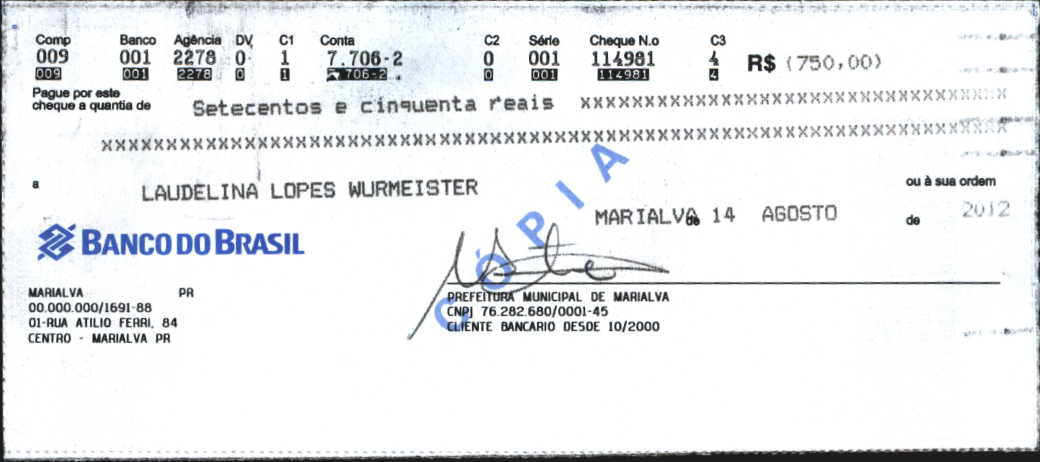 Comp Banco Agência DV C1 Conta C2 Série Cheque N.o C3
009 001 2278 0 1 7.706-2 0 001 114981 4 R$ (750,00)
009 001 2278 0 1 7.706-2 0 001 114981 4
Pague por este
cheque a quantia de Setecentos e cinquenta reais xxxxxxxxxxxxxxxxxxxxxxxxxxxxxxxxxxx
xxxxxxxxxxxxxxxxxxxxxxxxxxxxxxxxxxxxxxxxxxxxxxxxxxxxxxxxxxxxxxxxxxxxxxxxxx
a LAUDELINA LOPES WURMEISTER ou à sua ordem
MARIALVA de 14 AGOSTO de 2012
BANCO DO BRASIL
CÓPIA
MARIALVA PR
00.000.000/1691-88
01-RUA ATILIO FERRI, 84
CENTRO - MARIALVA PR
PREFEITURA MUNICIPAL DE MARIALVA
CNPJ 76.282.680/0001-45
CLIENTE BANCARIO DESDE 10/2000